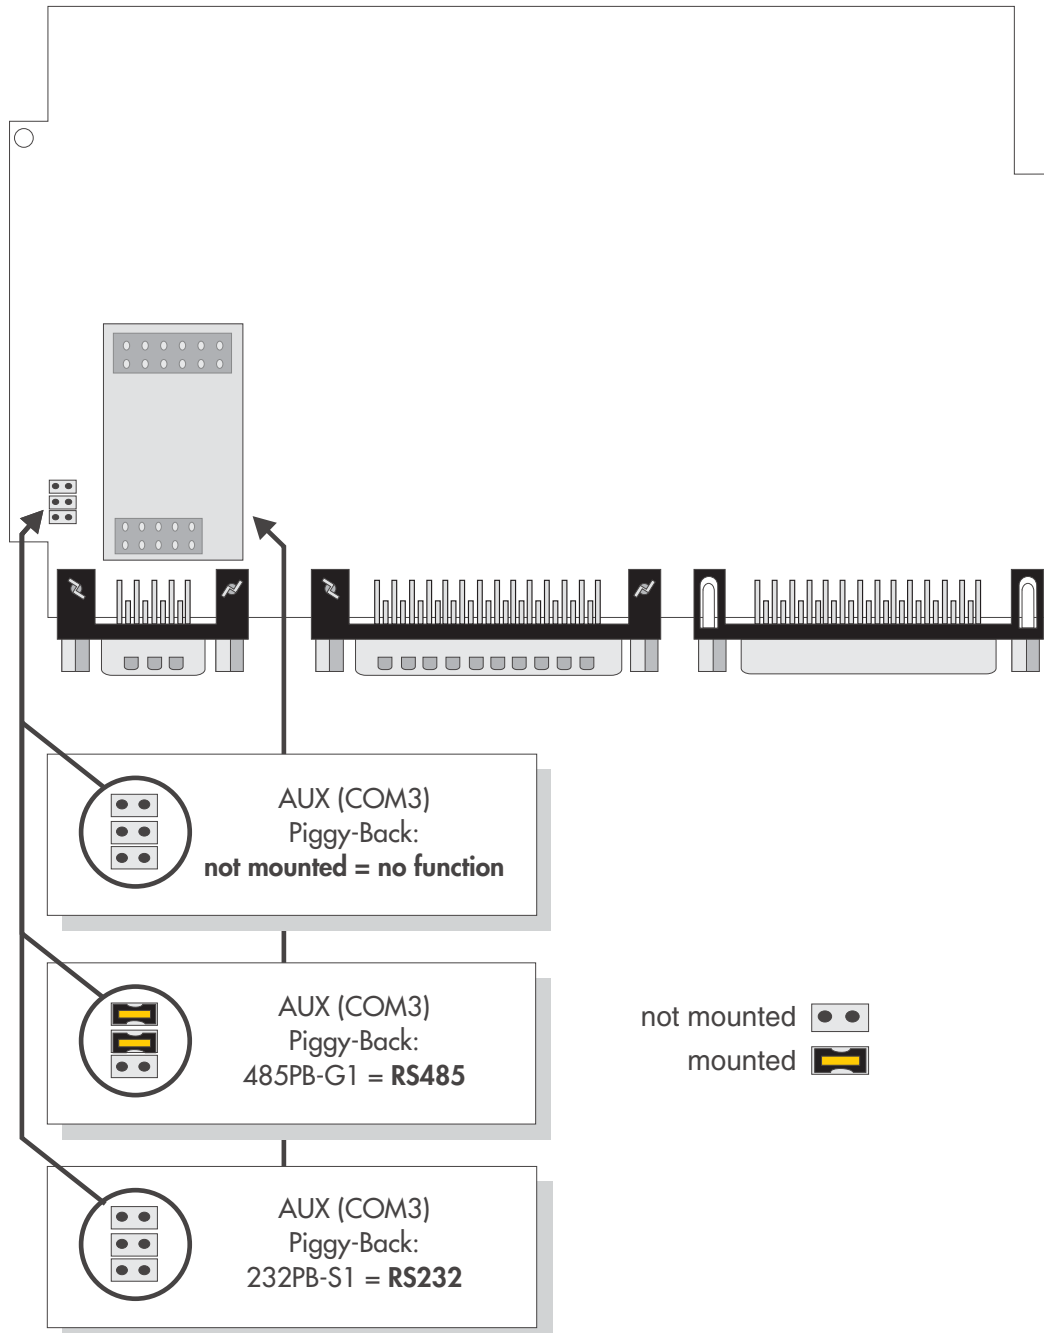 AUX (COM3)
Piggy-Back:
not mounted = no function
AUX (COM3)
Piggy-Back:
485PB-G1 = RS485
not mounted
mounted
AUX (COM3)
Piggy-Back:
232PB-S1 = RS232